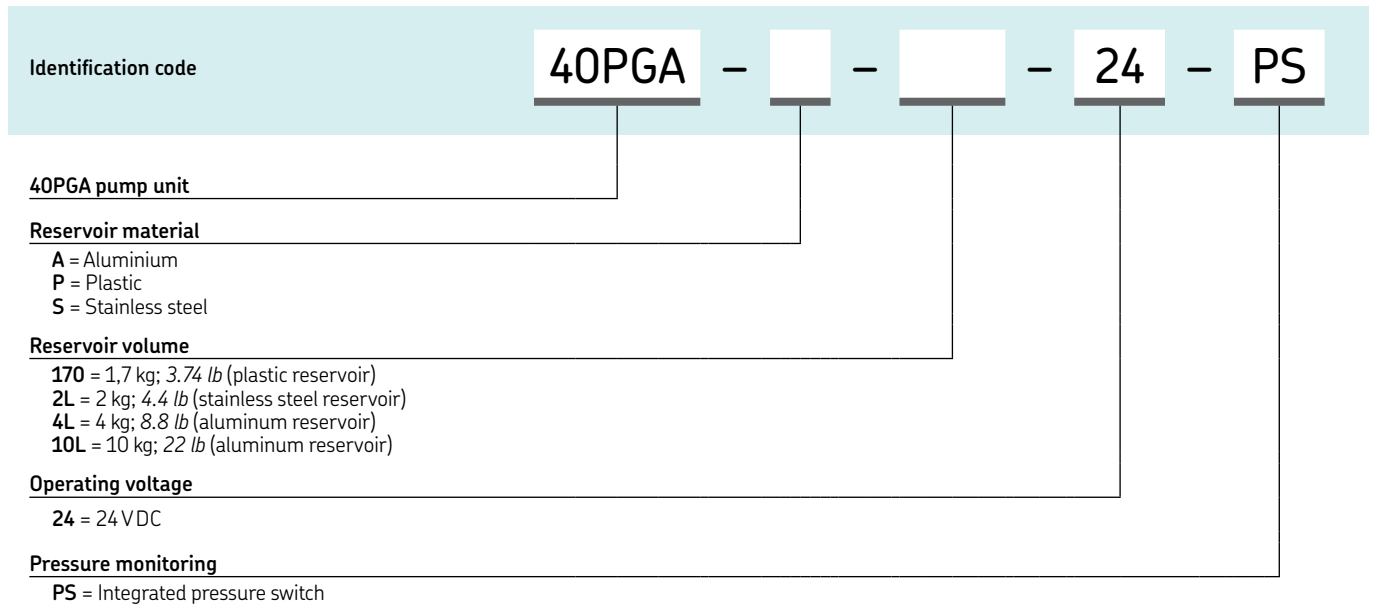 Identification code 40PGA – – – 24 – PS
40PGA pump unit
Reservoir material
A = Aluminium
P = Plastic
S = Stainless steel
Reservoir volume
170 = 1,7 kg; 3.74 lb (plastic reservoir)
2L = 2 kg; 4.4 lb (stainless steel reservoir)
4L = 4 kg; 8.8 lb (aluminum reservoir)
10L = 10 kg; 22 lb (aluminum reservoir)
Operating voltage
24 = 24 VDC
Pressure monitoring
PS = Integrated pressure switch